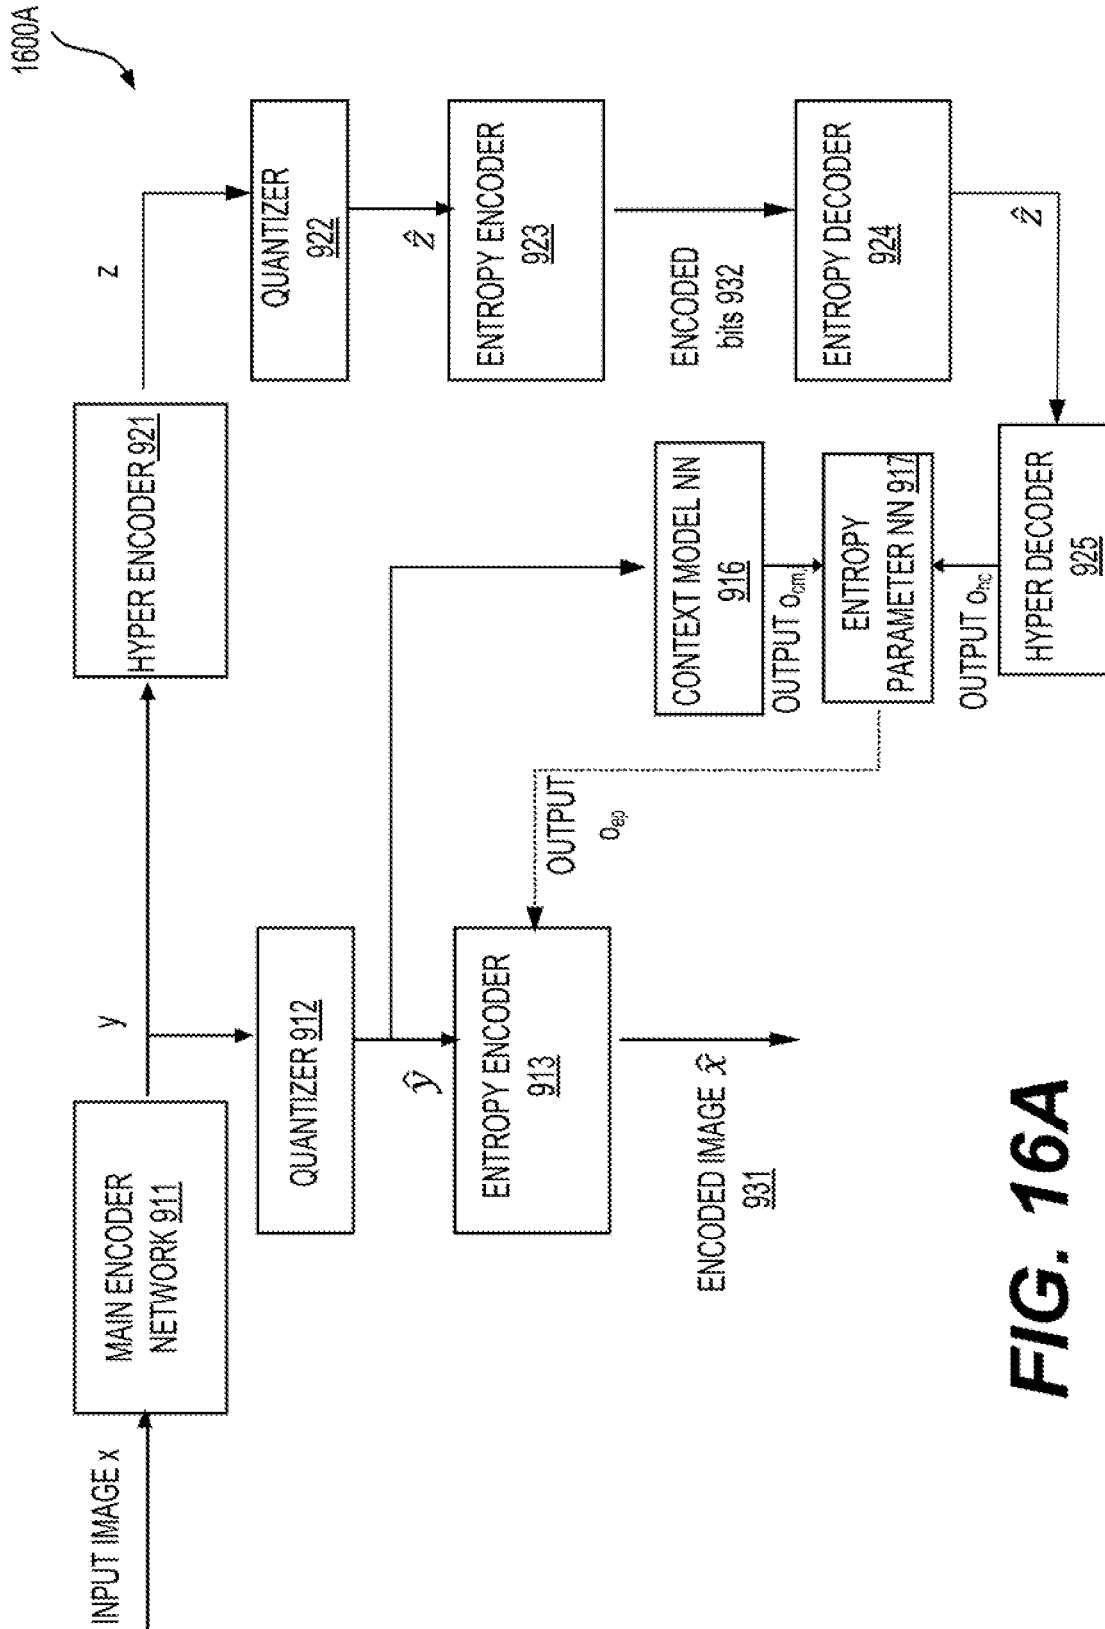 1600A
INPUT IMAGE x
MAIN ENCODER
NETWORK 911
y
HYPER ENCODER 921
z
QUANTIZER 912
QUANTIZER
922
ŷ
ẑ
ENTROPY ENCODER
913
ENTROPY ENCODER
923
OUTPUT
o_ep
ENCODED
bits 932
CONTEXT MODEL NN
916
OUTPUT o_cm,
ENTROPY
PARAMETER NN 917
OUTPUT o_hc
HYPER DECODER
925
ENTROPY DECODER
924
ẑ
ENCODED IMAGE x̂
931
FIG. 16A